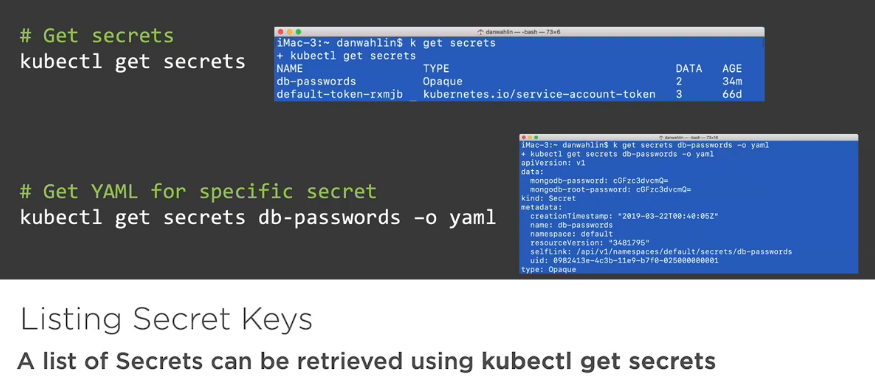 # Get secrets
kubectl get secrets
danwahlin — -bash — 73×6
iMac-3:~ danwahlin$ k get secrets
+ kubectl get secrets
NAME TYPE DATA AGE
db-passwords Opaque 2 34m
default-token-rxmjb kubernetes.io/service-account-token 3 66d
# Get YAML for specific secret
kubectl get secrets db-passwords –o yaml
iMac-3:~ danwahlin$ k get secrets db-passwords -o yaml
+ kubectl get secrets db-passwords -o yaml
apiVersion: v1
data:
mongodb-password: cGFzc3dvcmQ=
mongodb-root-password: cGFzc3dvcmQ=
kind: Secret
metadata:
creationTimestamp: "2019-03-22T00:40:05Z"
name: db-passwords
namespace: default
resourceVersion: "3481795"
selfLink: /api/v1/namespaces/default/secrets/db-passwords
uid: 0982413e-4c3b-11e9-b7f0-025000000001
type: Opaque
Listing Secret Keys
A list of Secrets can be retrieved using kubectl get secrets